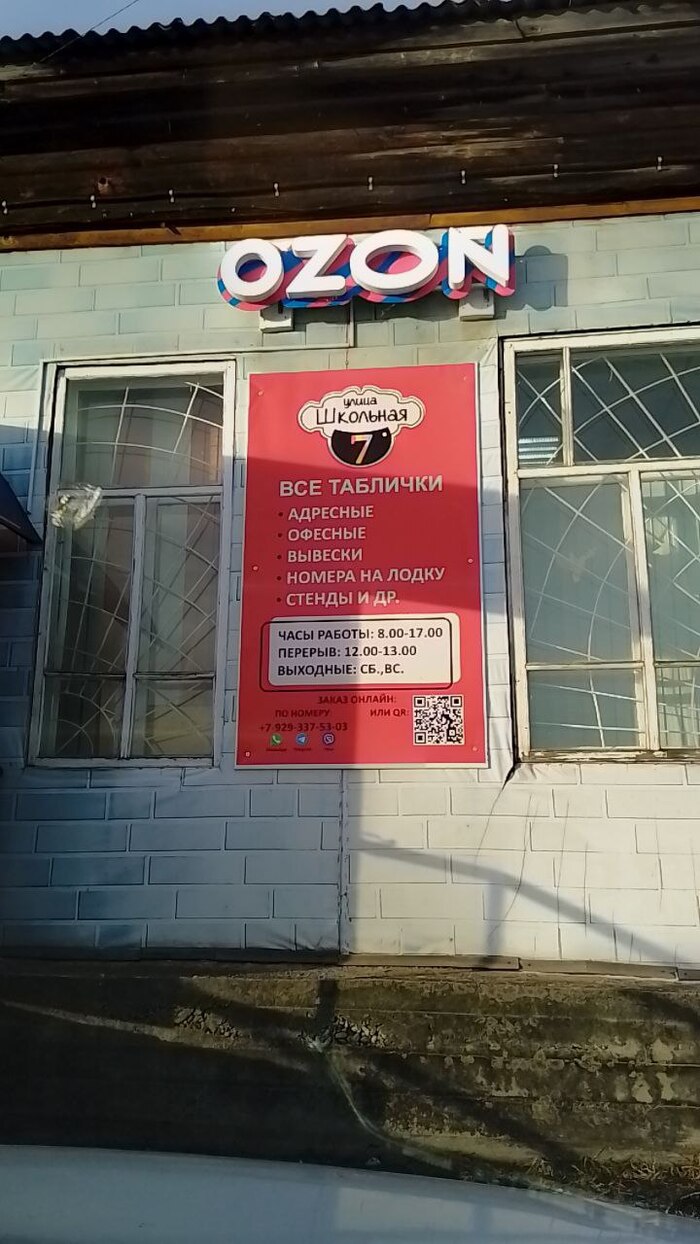 OZON
улица
Школьная
7
ВСЕ ТАБЛИЧКИ
• АДРЕСНЫЕ
• ОФЕСНЫЕ
• ВЫВЕСКИ
• НОМЕРА НА ЛОДКУ
• СТЕНДЫ И ДР.
ЧАСЫ РАБОТЫ: 8.00-17.00
ПЕРЕРЫВ: 12.00-13.00
ВЫХОДНЫЕ: СБ.,ВС.
ЗАКАЗ ОНЛАЙН:
ПО НОМЕРУ: ИЛИ QR:
+7-929-337-53-03